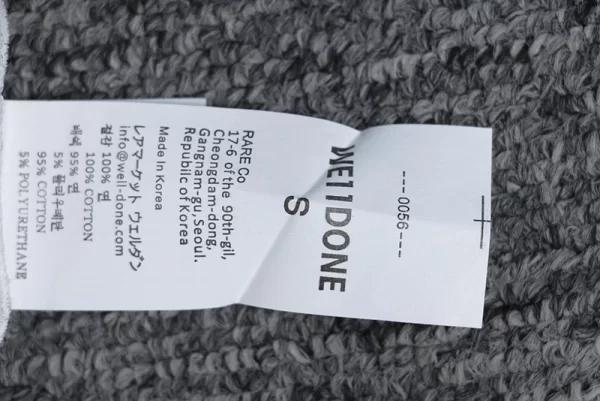 ---0056---
WE11DONE
S
RARE Co
17-6 of the 90th-gil,
Cheongdam-dong,
Gangnam-gu,Seoul.
Republic of Korea
Made In Korea
レアマーケット ウェルダン
info@well-done.com
겉감 100% 면
100% COTTON
배색 95% 면
5% 폴리우레탄
95% COTTON
5% POLYURETHANE